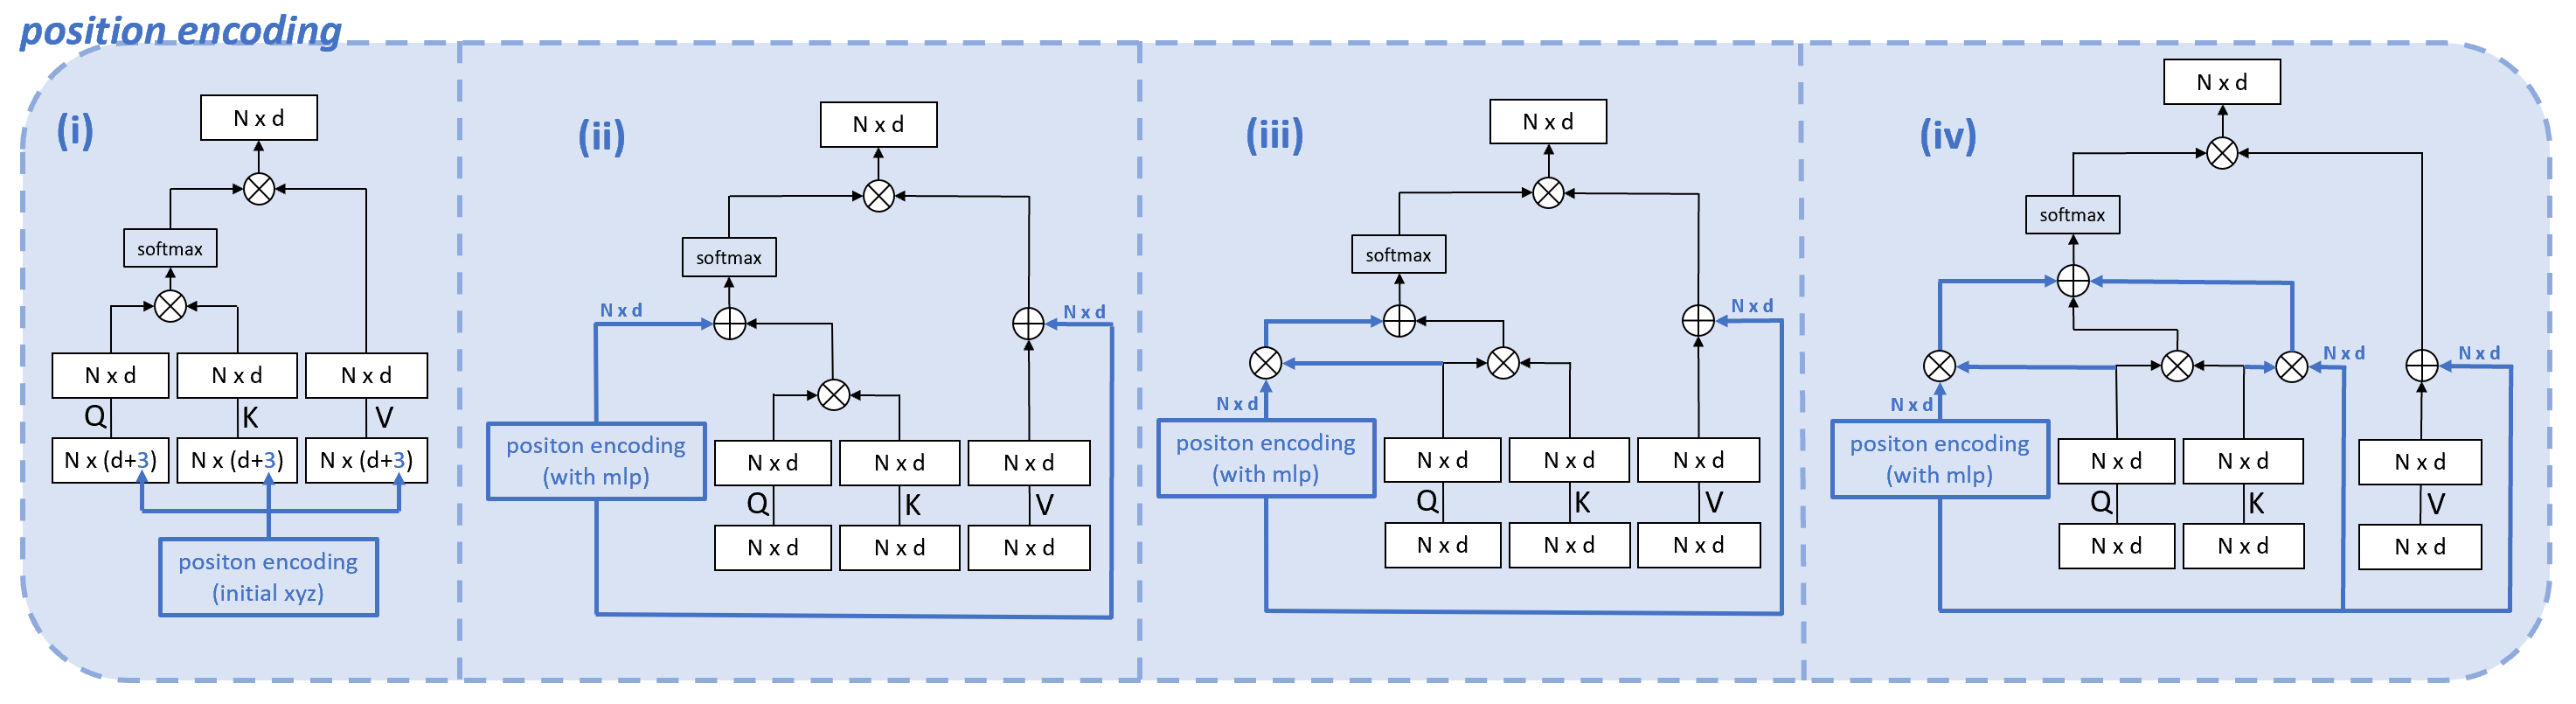 position encoding
(i)
N x d
softmax
N x d
N x d
N x d
Q
K
V
N x (d+3)
N x (d+3)
N x (d+3)
positon encoding
(initial xyz)
(ii)
N x d
softmax
N x d
N x d
positon encoding
(with mlp)
N x d
N x d
N x d
Q
K
V
N x d
N x d
N x d
(iii)
N x d
softmax
N x d
N x d
positon encoding
(with mlp)
N x d
N x d
N x d
Q
K
V
N x d
N x d
N x d
(iv)
N x d
softmax
N x d
N x d
N x d
positon encoding
(with mlp)
N x d
N x d
N x d
Q
K
V
N x d
N x d
N x d